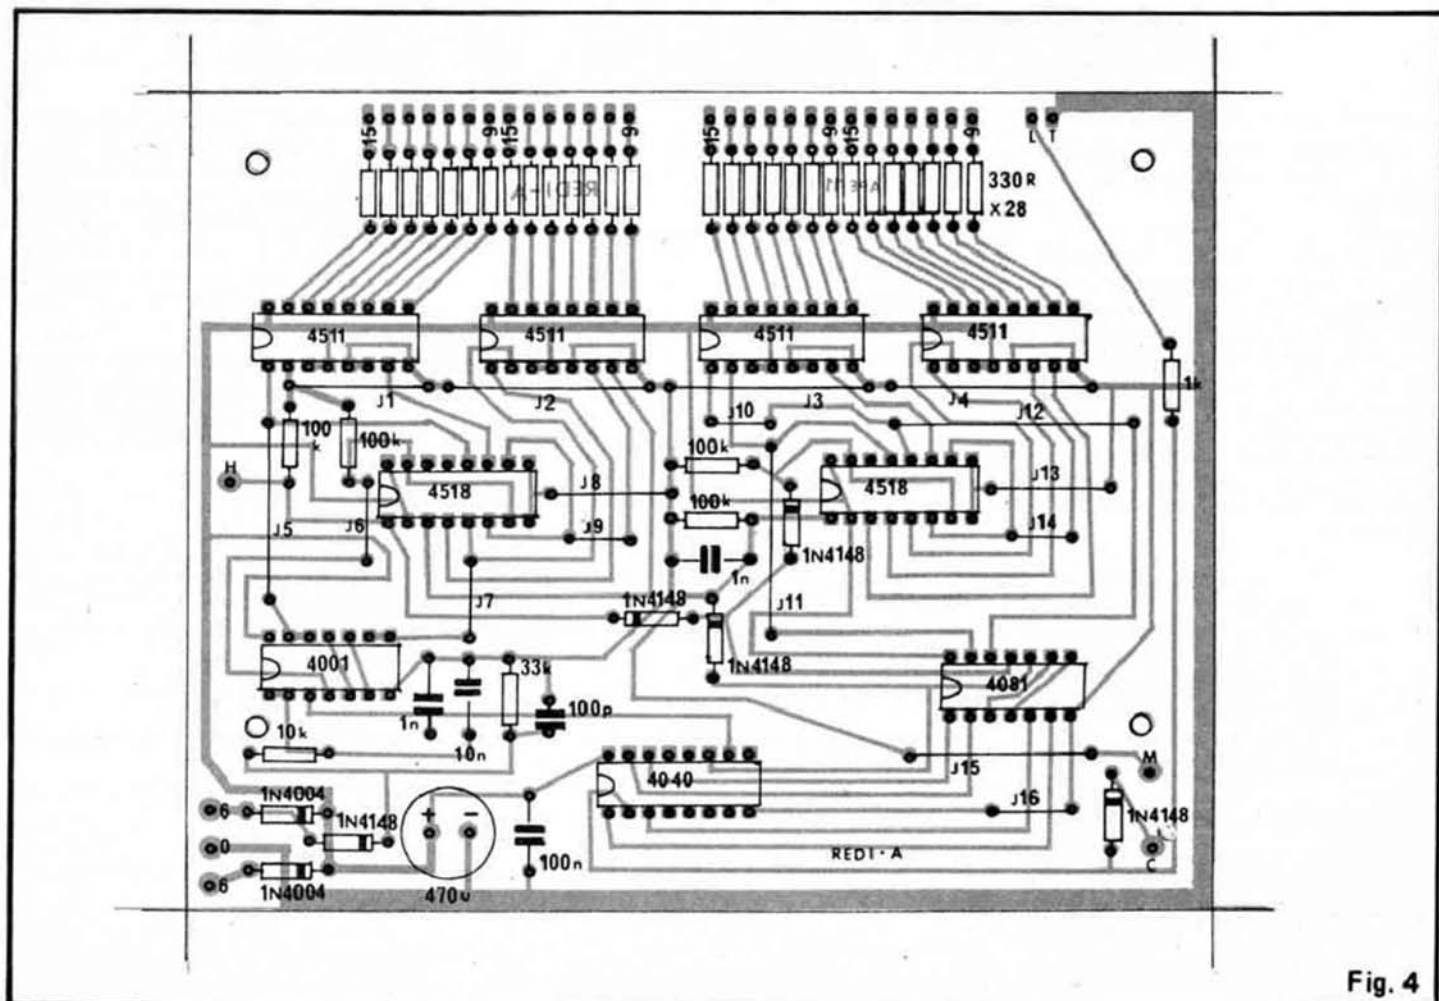 15 9 15 9 15 9 15 9
L T
RED1-A
330R
X28
4511 4511 4511 4511
1k
J1 J2 J10 J3 J4 J12
100k 100k 100k
H
4518 J8 4518 J13
100k
J5 J6 J9 J14
1n 1N4148
J7 1N4148 J11
4001 33k 1N4148 4081
1n 10n 100p
10k
4040 J15 M
1N4004 J16
6 1N4148 + - 1N4148
0 100n RED1-A
6 C
1N4004 470u
Fig. 4